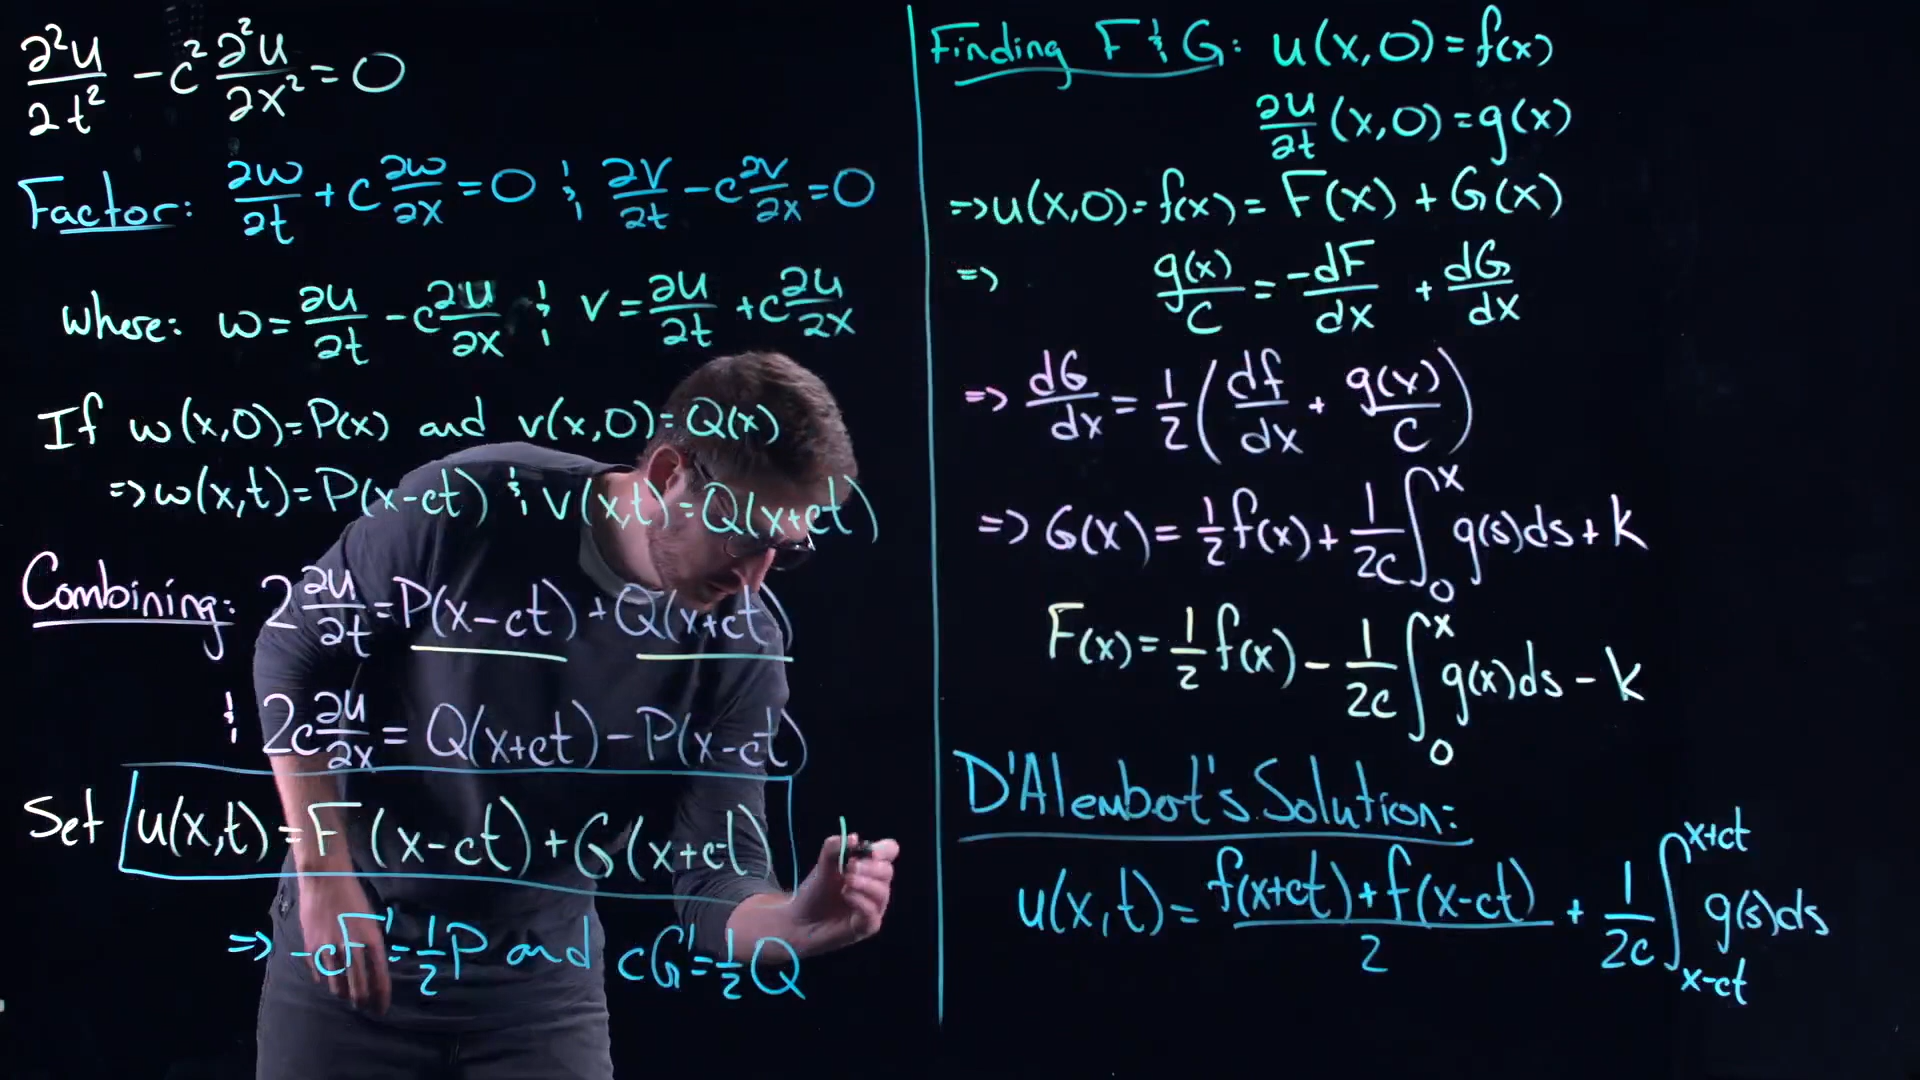 ∂²u/∂t² - c² ∂²u/∂x² = 0
Factor: ∂w/∂t + c ∂w/∂x = 0 & ∂v/∂t - c ∂v/∂x = 0
where: w = ∂u/∂t - c ∂u/∂x & v = ∂u/∂t + c ∂u/∂x
If w(x,0)=P(x) and v(x,0)=Q(x)
=> w(x,t)=P(x-ct) & v(x,t)=Q(x+ct)
Combining: 2 ∂u/∂t = P(x-ct) + Q(x+ct)
& 2c ∂u/∂x = Q(x+ct) - P(x-ct)
Set u(x,t)=F(x-ct)+G(x+ct)
=> -cF'=½P and cG'=½Q
Finding F & G: u(x,0)=f(x)
∂u/∂t (x,0)=g(x)
=> u(x,0)=f(x)=F(x)+G(x)
=> g(x)/c = -dF/dx + dG/dx
=> dG/dx = ½(df/dx + g(x)/c)
=> G(x)=½f(x)+1/2c ∫₀ˣ g(s)ds+k
F(x)=½f(x)-1/2c ∫₀ˣ g(x)ds-k
D'Alembert's Solution:
u(x,t)= (f(x+ct)+f(x-ct))/2 + 1/2c ∫_{x-ct}^{x+ct} g(s)ds